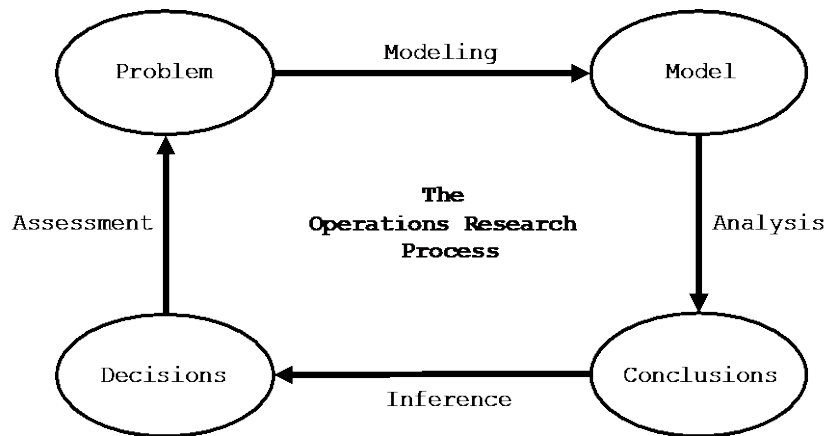 Modeling
Problem
Model
The
Operations Research
Process
Assessment
Analysis
Decisions
Conclusions
Inference